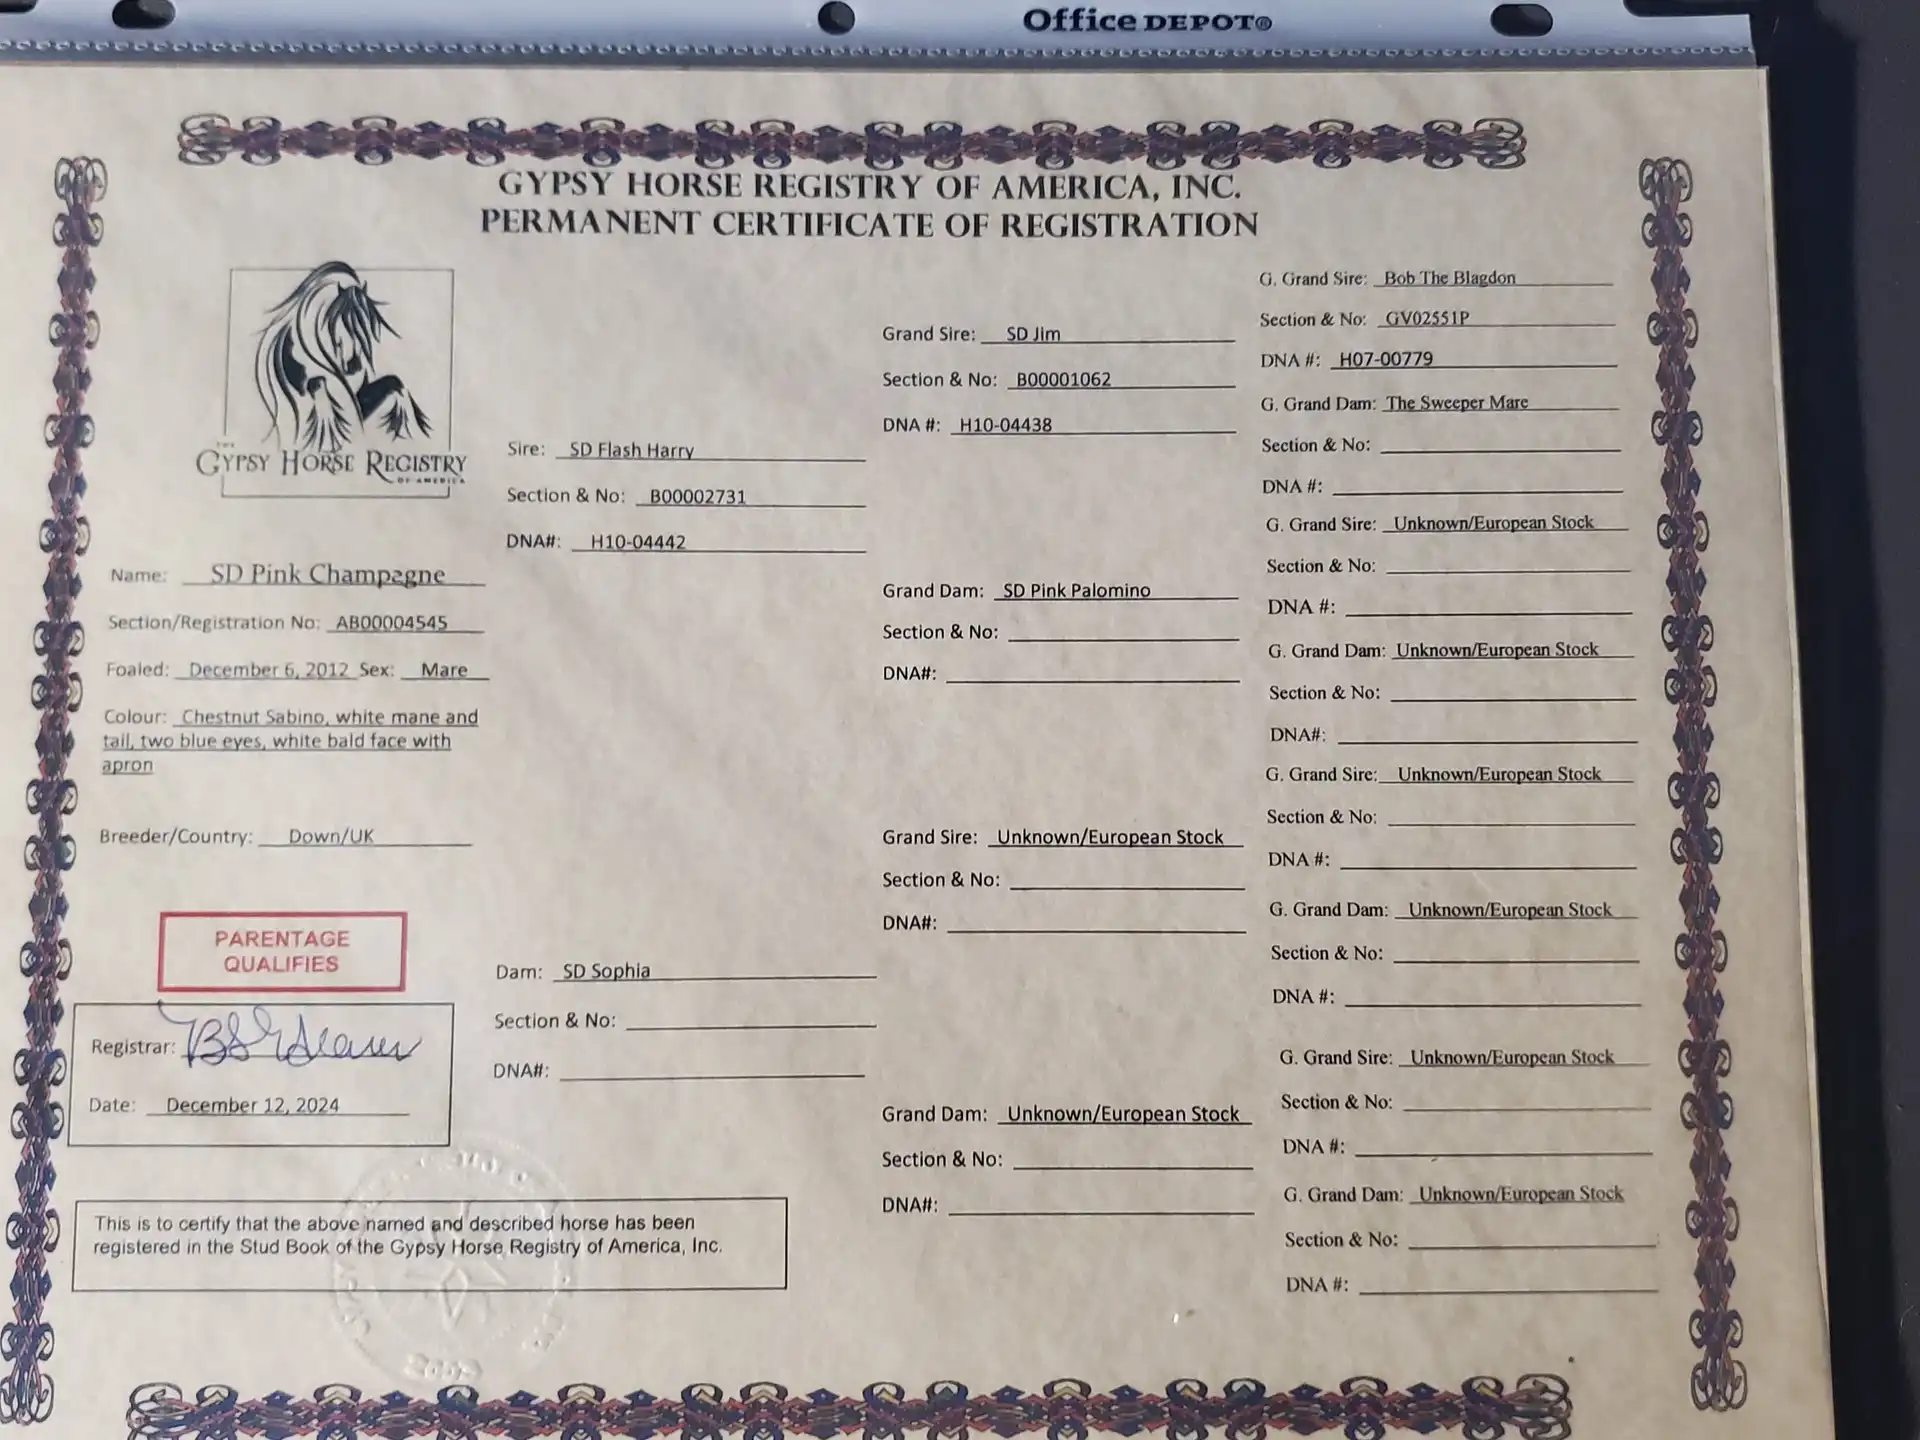 Office DEPOT®
GYPSY HORSE REGISTRY OF AMERICA, INC.
PERMANENT CERTIFICATE OF REGISTRATION
THE
GYPSY HORSE REGISTRY
OF AMERICA
Name: SD Pink Champagne
Section/Registration No: AB00004545
Foaled: December 6, 2012 Sex: Mare
Colour: Chestnut Sabino, white mane and
tail, two blue eyes, white bald face with
apron
Breeder/Country: Down/UK
PARENTAGE
QUALIFIES
Registrar:
Date: December 12, 2024
This is to certify that the above named and described horse has been
registered in the Stud Book of the Gypsy Horse Registry of America, Inc.
Sire: SD Flash Harry
Section & No: B00002731
DNA#: H10-04442
Dam: SD Sophia
Section & No:
DNA#:
Grand Sire: SD Jim
Section & No: B00001062
DNA #: H10-04438
Grand Dam: SD Pink Palomino
Section & No:
DNA#:
Grand Sire: Unknown/European Stock
Section & No:
DNA#:
Grand Dam: Unknown/European Stock
Section & No:
DNA#:
G. Grand Sire: Bob The Blagdon
Section & No: GV02551P
DNA #: H07-00779
G. Grand Dam: The Sweeper Mare
Section & No:
DNA #:
G. Grand Sire: Unknown/European Stock
Section & No:
DNA #:
G. Grand Dam: Unknown/European Stock
Section & No:
DNA#:
G. Grand Sire: Unknown/European Stock
Section & No:
DNA #:
G. Grand Dam: Unknown/European Stock
Section & No:
DNA #:
G. Grand Sire: Unknown/European Stock
Section & No:
DNA #:
G. Grand Dam: Unknown/European Stock
Section & No:
DNA #: